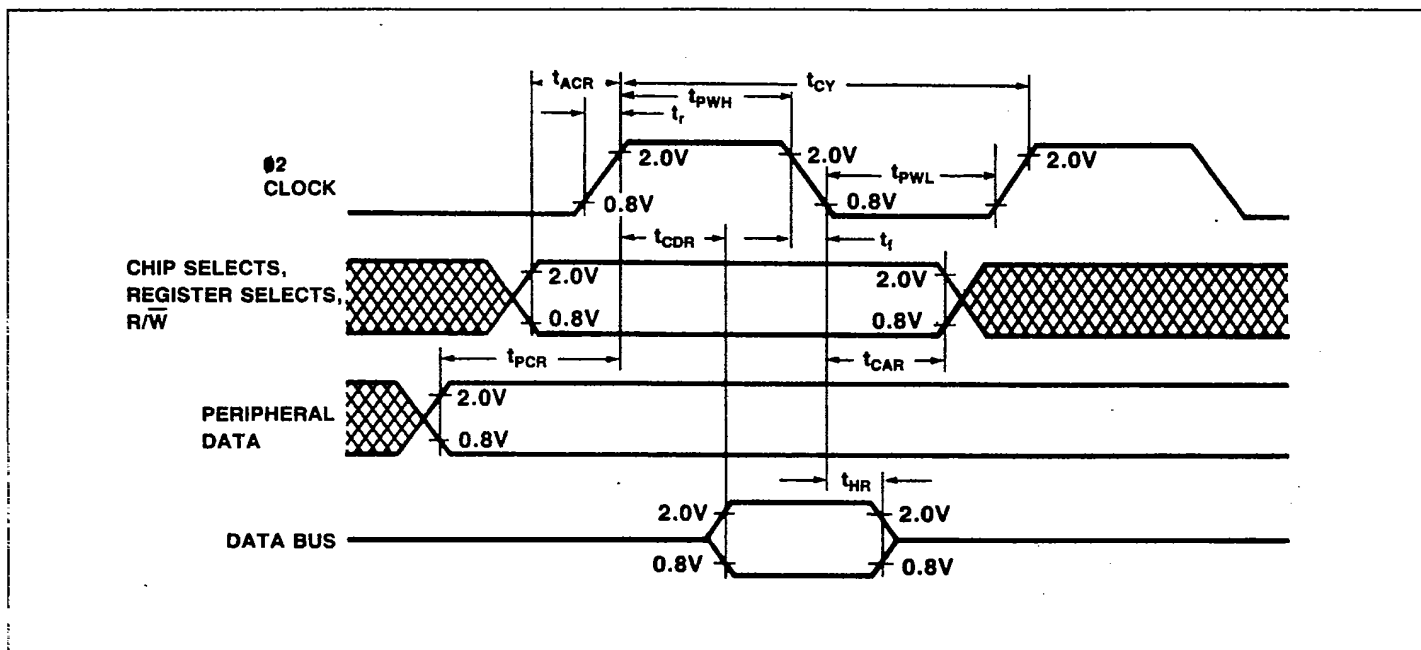 tACR
tCY
tPWH
tr
ø2
CLOCK
2.0V
2.0V
2.0V
tPWL
0.8V
0.8V
tCDR
tf
CHIP SELECTS,
REGISTER SELECTS,
R/W̅
2.0V
2.0V
0.8V
0.8V
tPCR
tCAR
PERIPHERAL
DATA
2.0V
0.8V
tHR
DATA BUS
2.0V
2.0V
0.8V
0.8V